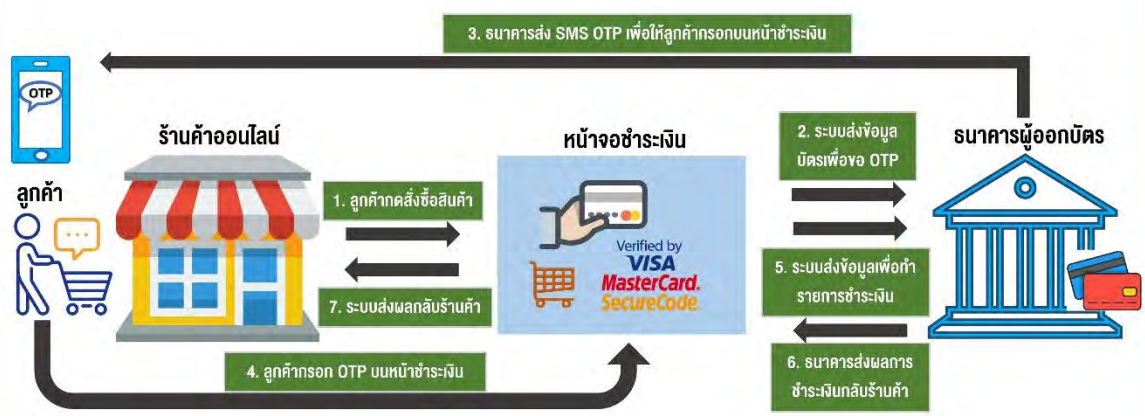 3. ธนาคารส่ง SMS OTP เพื่อให้ลูกค้ากรอกบนหน้าชำระเงิน
OTP
ร้านค้าออนไลน์
หน้าจอชำระเงิน
2. ระบบส่งข้อมูล
บัตรเพื่อขอ OTP
ธนาคารผู้ออกบัตร
ลูกค้า
1. ลูกค้ากดสั่งซื้อสินค้า
Verified by
VISA
MasterCard.
SecureCode
5. ระบบส่งข้อมูลเพื่อทำ
รายการชำระเงิน
7. ระบบส่งผลกลับร้านค้า
4. ลูกค้ากรอก OTP บนหน้าชำระเงิน
6. ธนาคารส่งผลการ
ชำระเงินกลับร้านค้า